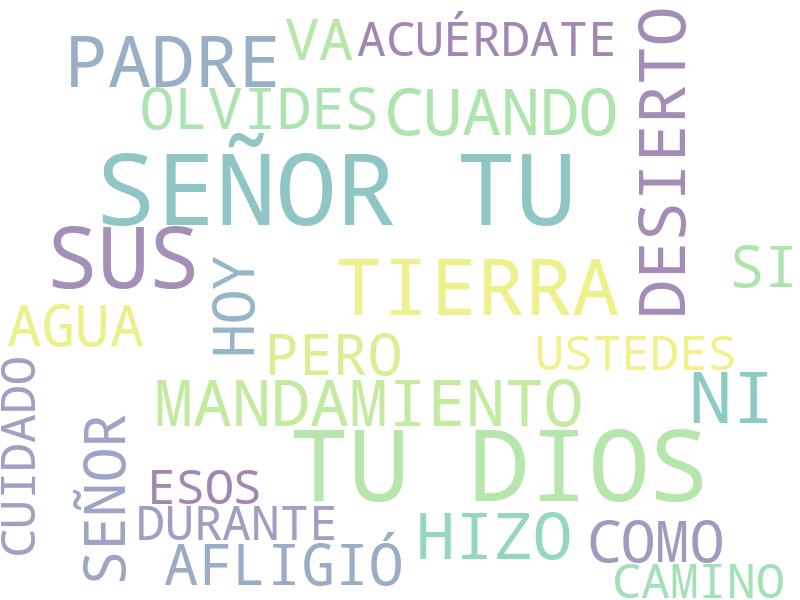 PADRE
VA
ACUÉRDATE
DESIERTO
OLVIDES
CUANDO
SEÑOR TU
SUS
HOY
TIERRA
SI
AGUA
PERO
USTEDES
CUIDADO
MANDAMIENTO
NI
SEÑOR
TU DIOS
ESOS
DURANTE
HIZO
COMO
AFLIGIÓ
CAMINO